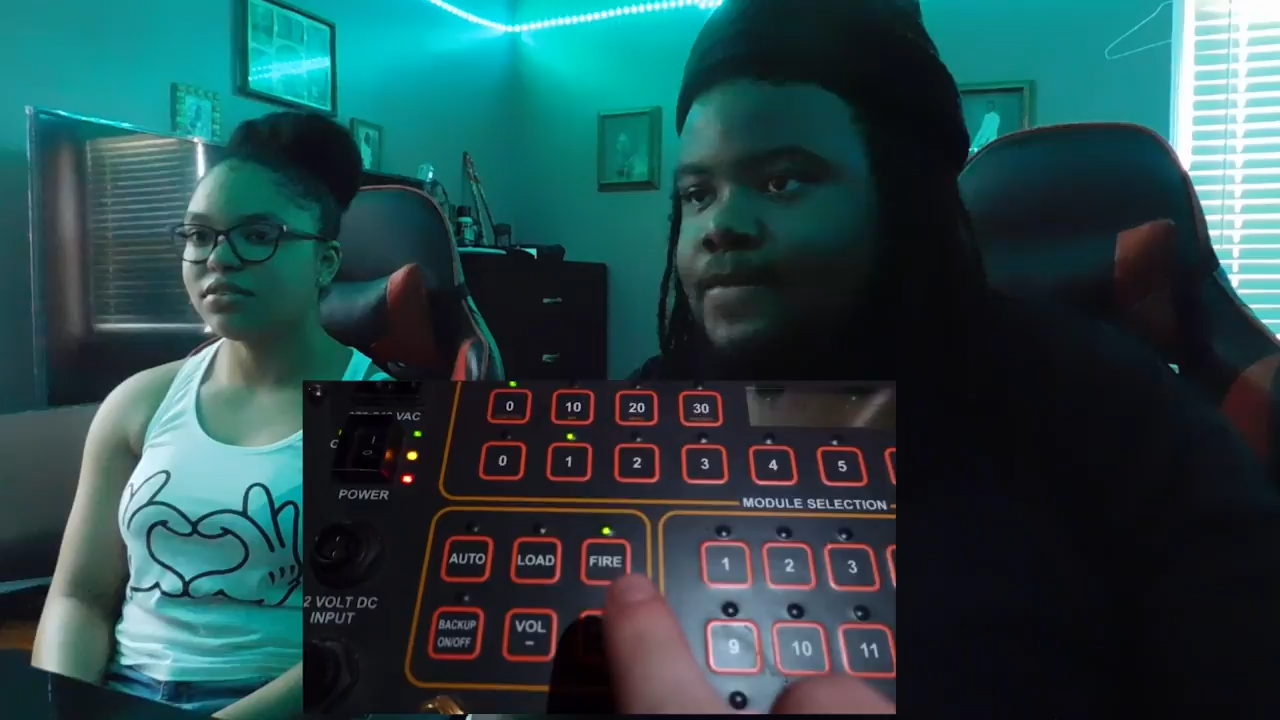 0 10 20 30
POWER
0 1 2 3 4 5
MODULE SELECTION
AUTO LOAD FIRE
1 2 3
2 VOLT DC
INPUT
BACKUP
ON/OFF
VOL
-
9 10 11